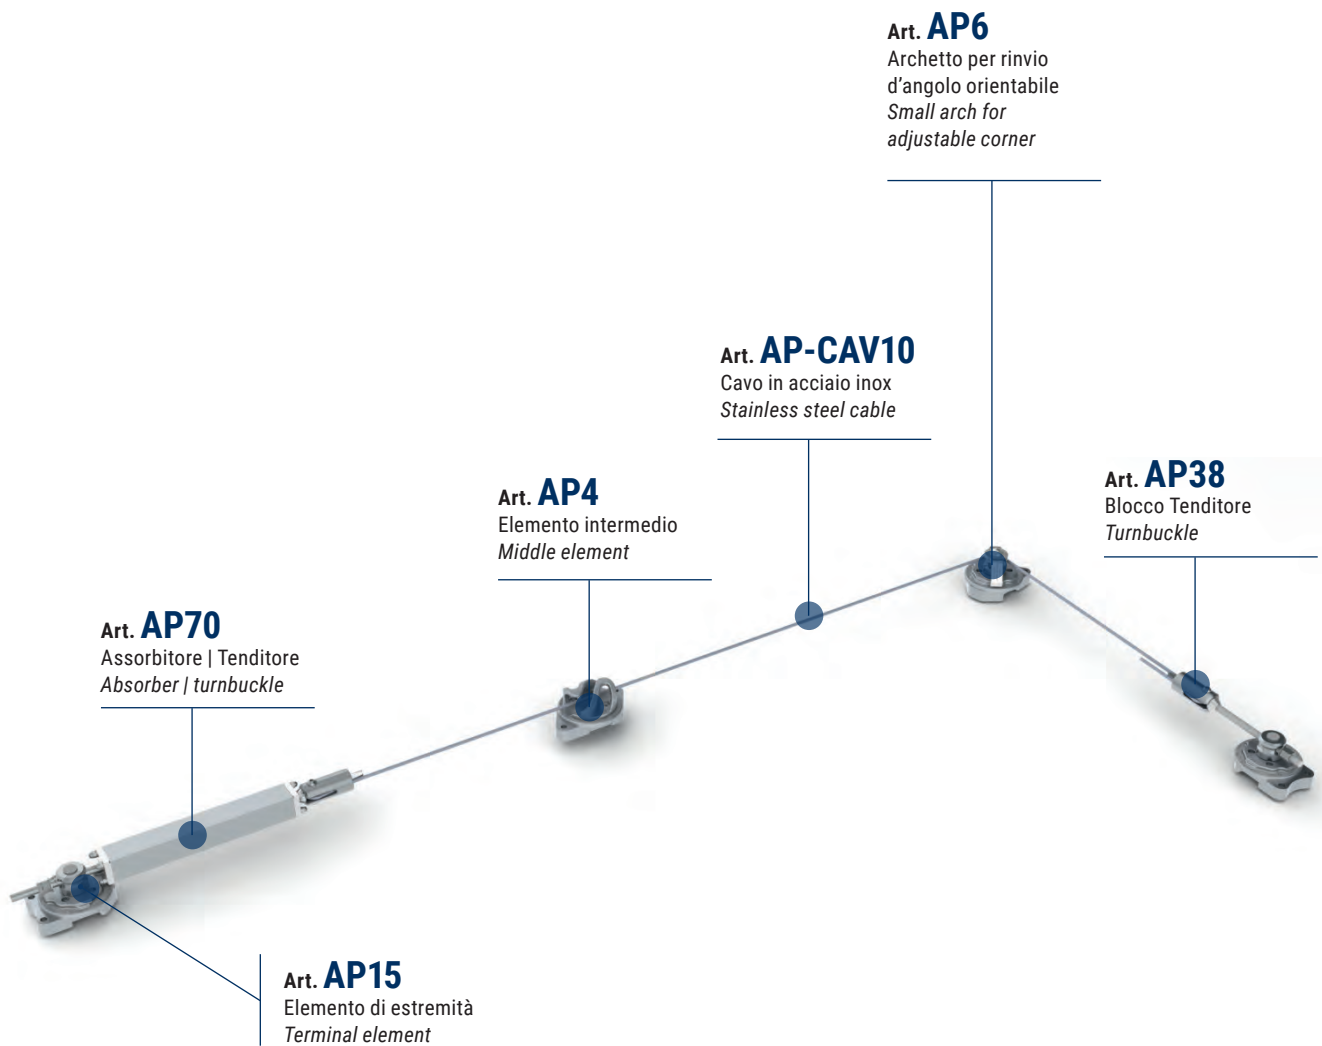 Art. AP6
Archetto per rinvio
d'angolo orientabile
Small arch for
adjustable corner
Art. AP-CAV10
Cavo in acciaio inox
Stainless steel cable
Art. AP4
Elemento intermedio
Middle element
Art. AP38
Blocco Tenditore
Turnbuckle
Art. AP70
Assorbitore | Tenditore
Absorber | turnbuckle
Art. AP15
Elemento di estremità
Terminal element